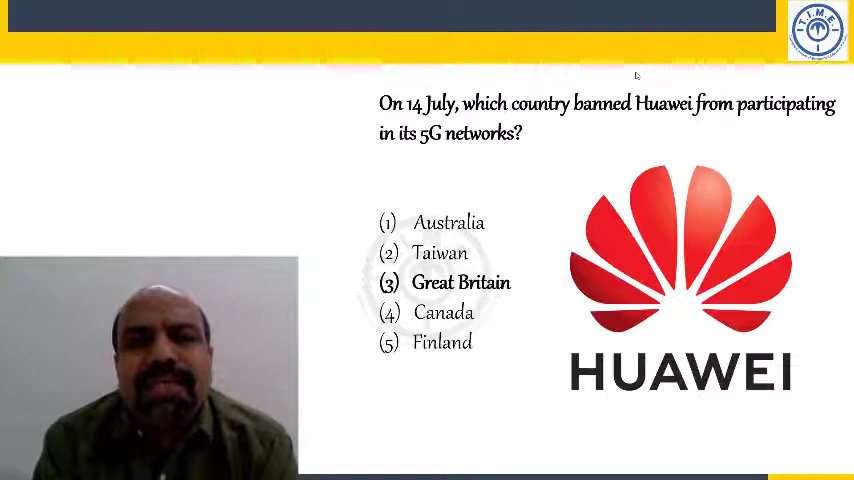 T.I.M.E.
On 14 July, which country banned Huawei from participating
in its 5G networks?
(1) Australia
(2) Taiwan
(3) Great Britain
(4) Canada
(5) Finland
HUAWEI